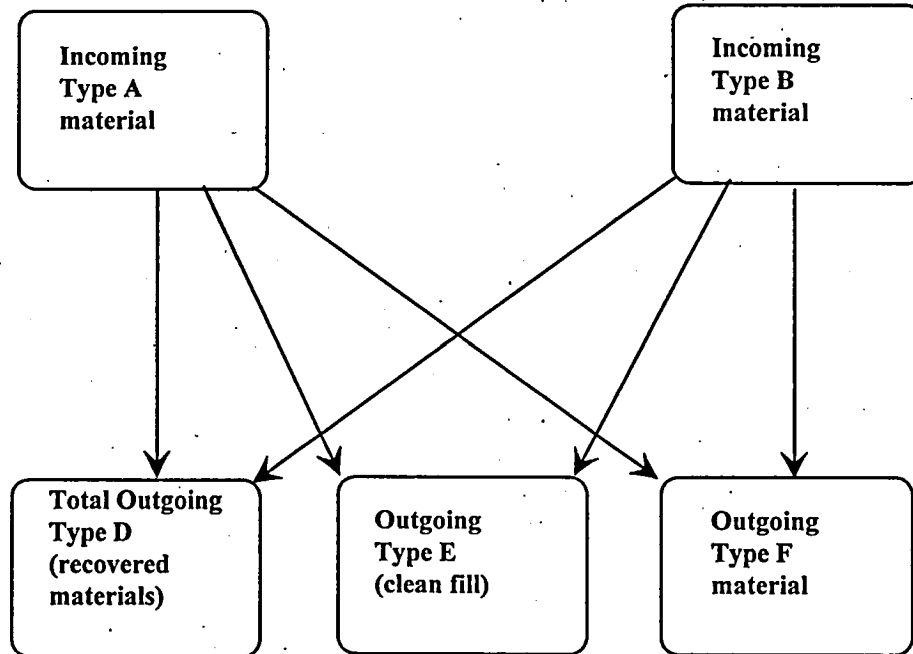 Incoming
Type A
material
Incoming
Type B
material
Total Outgoing
Type D
(recovered
materials)
Outgoing
Type E
(clean fill)
Outgoing
Type F
material